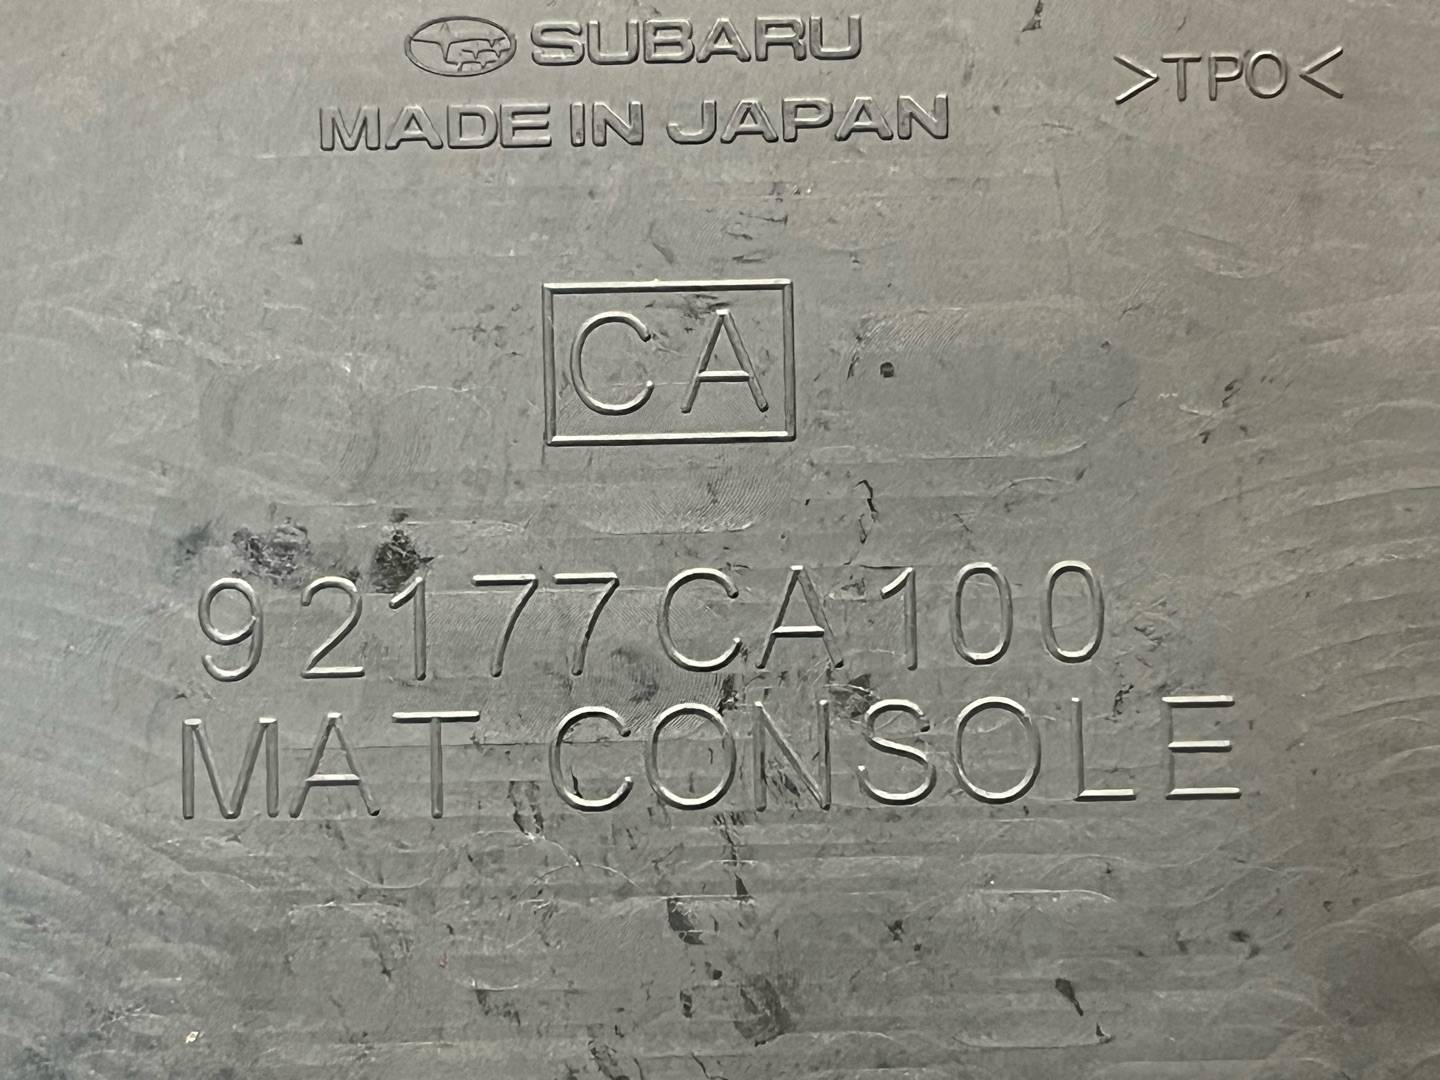 SUBARU
MADE IN JAPAN
>TPO<
CA
92177CA100
MAT CONSOLE